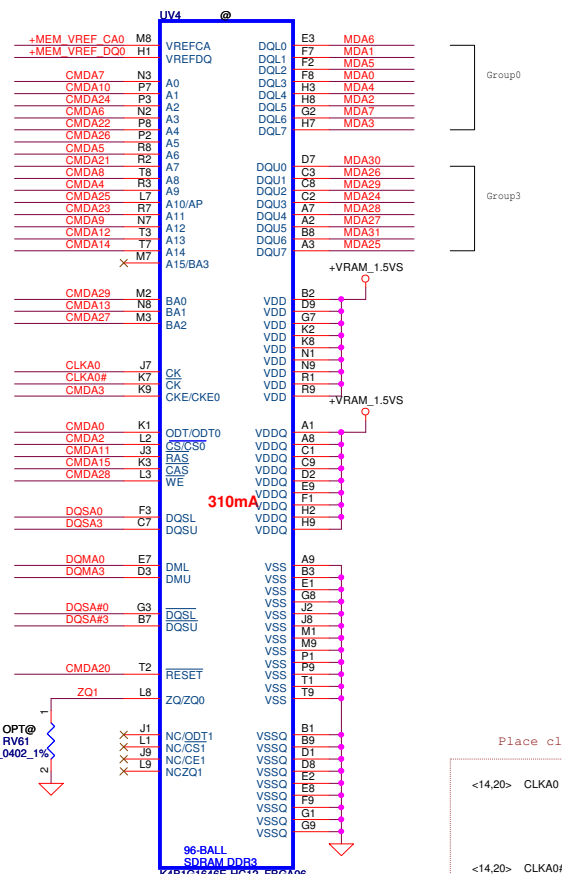 UV4 @
+MEM_VREF_CA0 M8 VREFCA
+MEM_VREF_DQ0 H1 VREFDQ
CMDA7 N3 A0
CMDA10 P7 A1
CMDA24 P3 A2
CMDA6 N2 A3
CMDA22 P8 A4
CMDA26 P2 A5
CMDA5 R8 A6
CMDA21 R2 A7
CMDA8 T8 A8
CMDA4 R3 A9
CMDA25 L7 A10/AP
CMDA23 R7 A11
CMDA9 N7 A12
CMDA12 T3 A13
CMDA14 T7 A14
M7 A15/BA3
CMDA29 M2 BA0
CMDA13 N8 BA1
CMDA27 M3 BA2
CLKA0 J7 CK
CLKA0# K7 CK
CMDA3 K9 CKE/CKE0
CMDA0 K1 ODT/ODT0
CMDA2 L2 CS/CS0
CMDA11 J3 RAS
CMDA15 K3 CAS
CMDA28 L3 WE
310mA
DQSA0 F3 DQSL
DQSA3 C7 DQSU
DQMA0 E7 DML
DQMA3 D3 DMU
DQSA#0 G3 DQSL
DQSA#3 B7 DQSU
CMDA20 T2 RESET
ZQ1 L8 ZQ/ZQ0
1
OPT@
RV61
_0402_1%
2
J1 NC/ODT1
L1 NC/CS1
J9 NC/CE1
L9 NCZQ1
96-BALL
SDRAM DDR3
K4B1G1646E-HC12_FBGA96
DQL0 E3 MDA6
DQL1 F7 MDA1
DQL2 F2 MDA5
DQL3 F8 MDA0
DQL4 H3 MDA4
DQL5 H8 MDA2
DQL6 G2 MDA7
DQL7 H7 MDA3
Group0
DQU0 D7 MDA30
DQU1 C3 MDA26
DQU2 C8 MDA29
DQU3 C2 MDA24
DQU4 A7 MDA28
DQU5 A2 MDA27
DQU6 B8 MDA31
DQU7 A3 MDA25
Group3
+VRAM_1.5VS
VDD B2
VDD D9
VDD G7
VDD K2
VDD K8
VDD N1
VDD N9
VDD R1
VDD R9
+VRAM_1.5VS
VDDQ A1
VDDQ A8
VDDQ C1
VDDQ C9
VDDQ D2
VDDQ E9
VDDQ F1
VDDQ H2
VDDQ H9
VSS A9
VSS B3
VSS E1
VSS G8
VSS J2
VSS J8
VSS M1
VSS M9
VSS P1
VSS P9
VSS T1
VSS T9
VSSQ B1
VSSQ B9
VSSQ D1
VSSQ D8
VSSQ E2
VSSQ E8
VSSQ F9
VSSQ G1
VSSQ G9
Place cl
<14,20> CLKA0
<14,20> CLKA0#